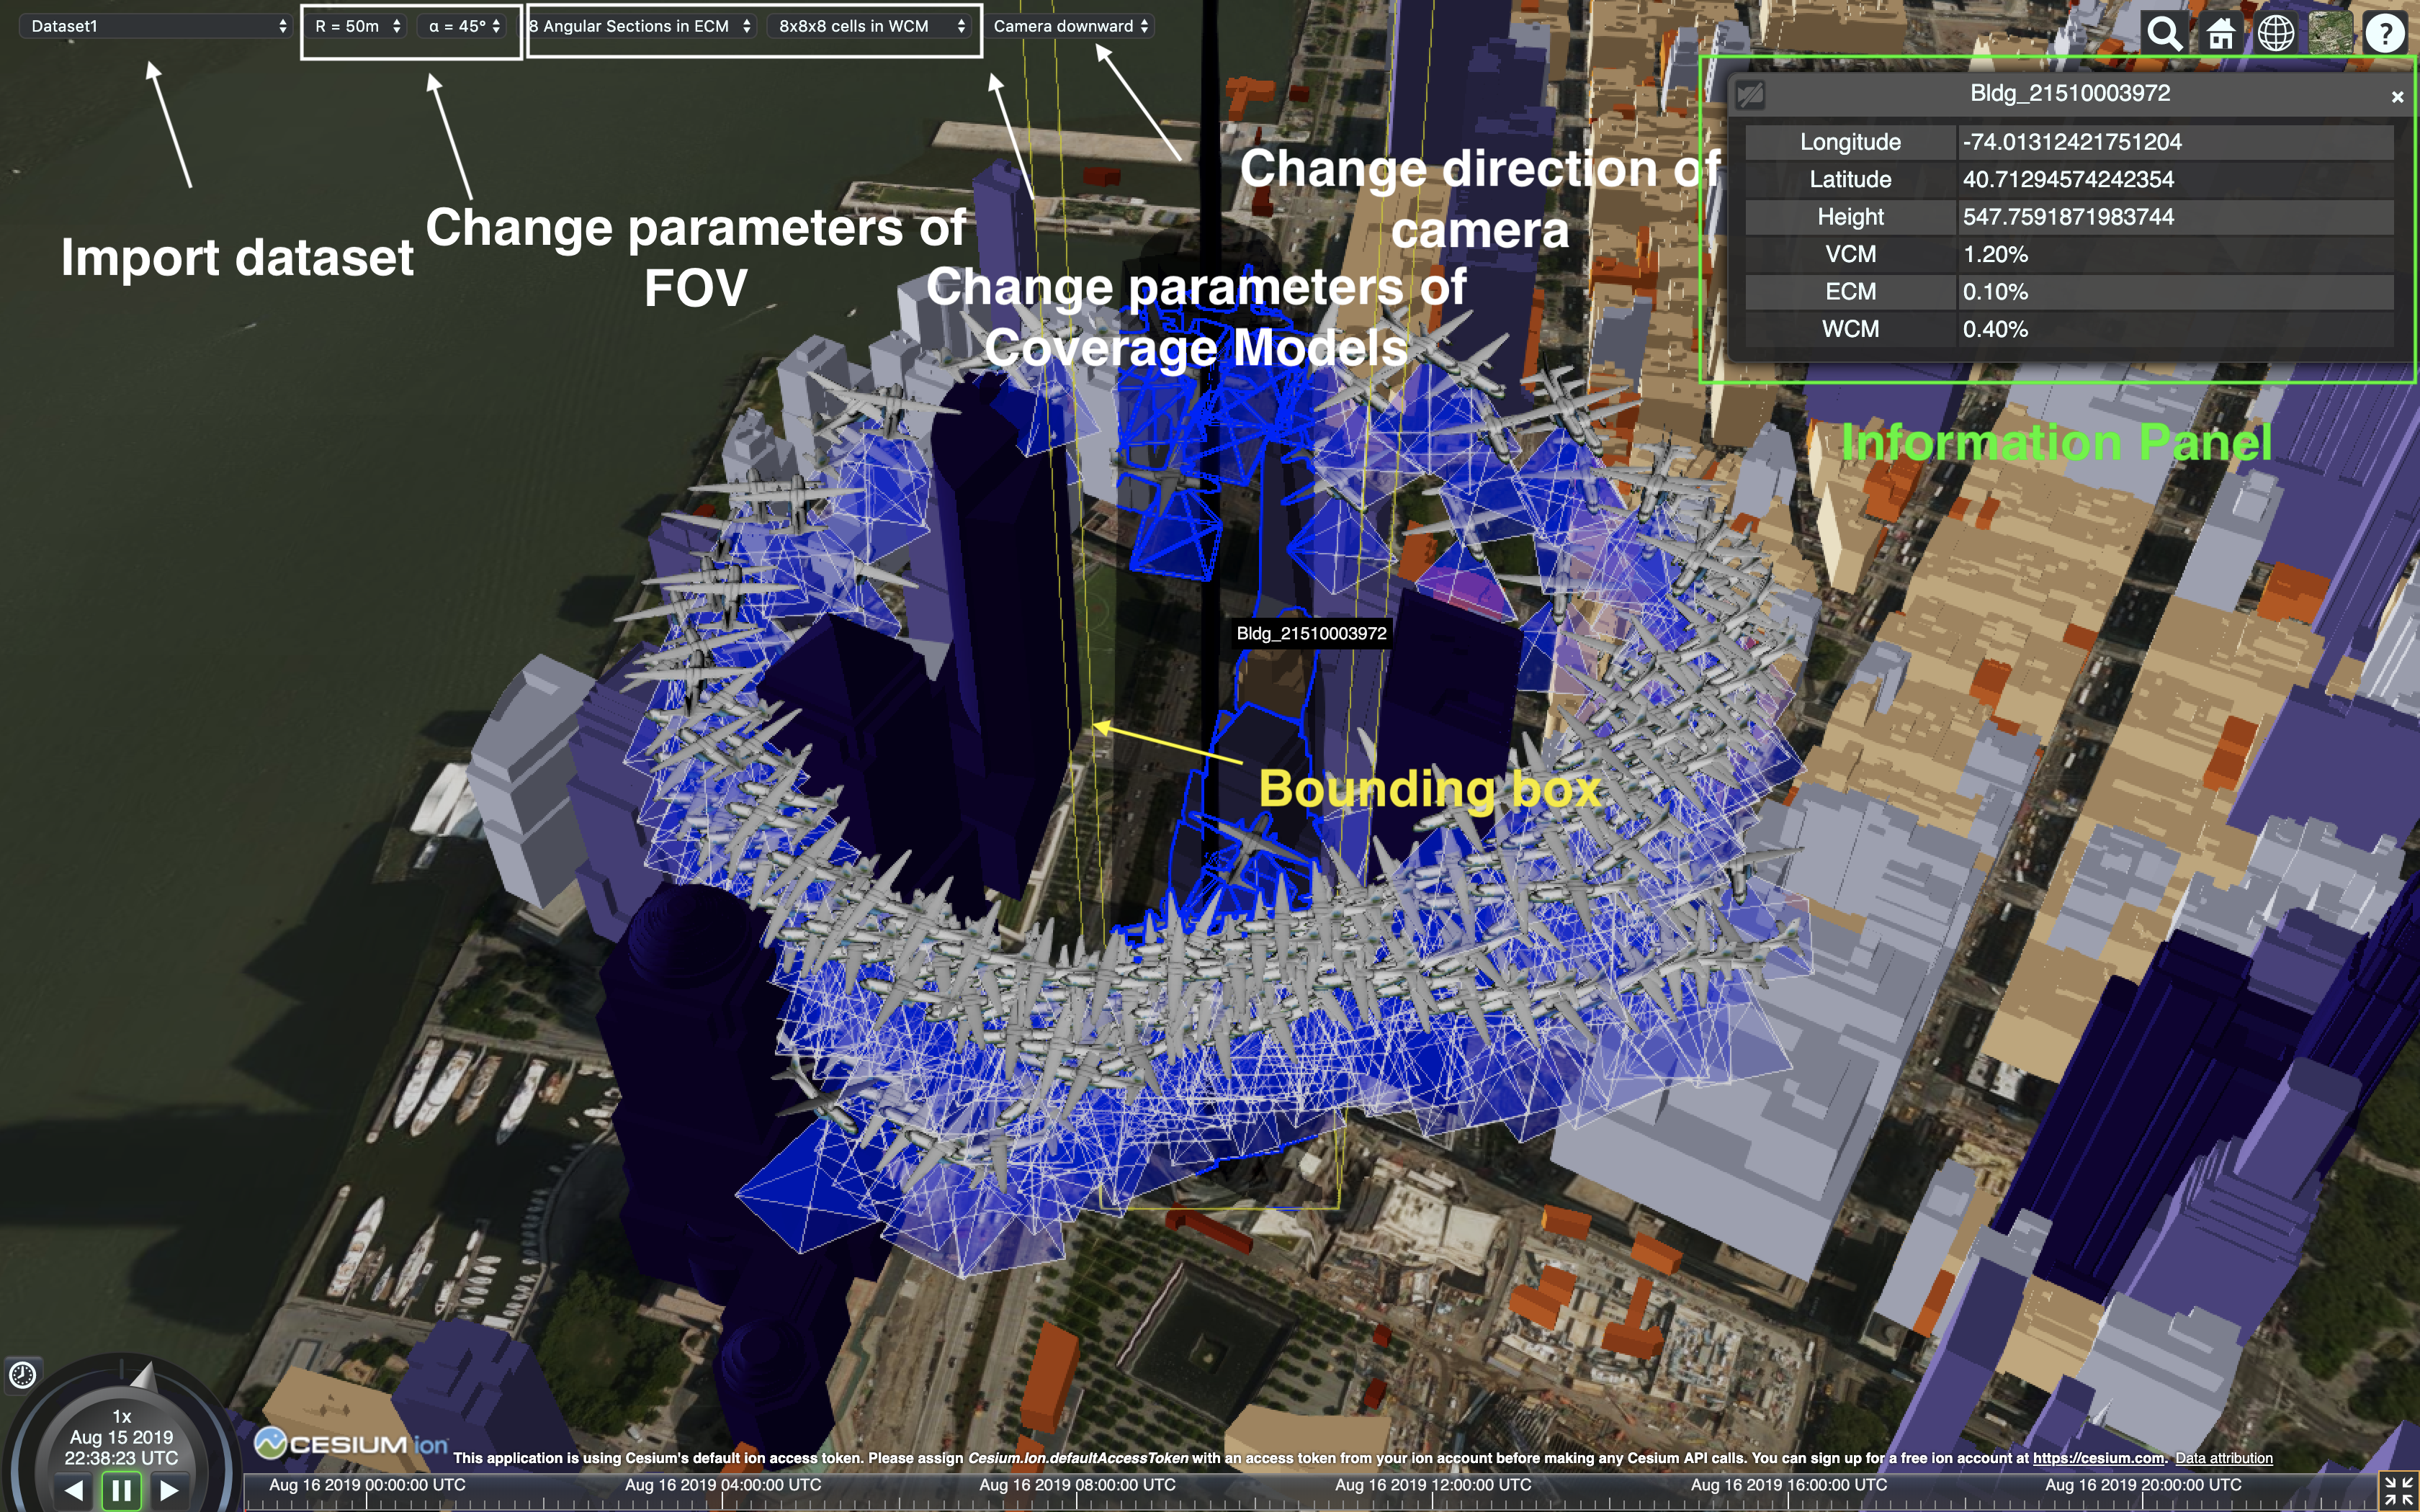 Dataset1
R = 50m
α = 45°
8 Angular Sections in ECM
8x8x8 cells in WCM
Camera downward
?
Import dataset
Change parameters of
FOV
Change parameters of
Coverage Models
Change direction of
camera
Bldg_21510003972
Longitude -74.01312421751204
Latitude 40.71294574242354
Height 547.7591871983744
VCM 1.20%
ECM 0.10%
WCM 0.40%
Information Panel
Bldg_21510003972
Bounding box
1x
Aug 15 2019
22:38:23 UTC
CESIUM ion
This application is using Cesium's default ion access token. Please assign Cesium.Ion.defaultAccessToken with an access token from your ion account before making any Cesium API calls. You can sign up for a free ion account at https://cesium.com. Data attribution
Aug 16 2019 00:00:00 UTC
Aug 16 2019 04:00:00 UTC
Aug 16 2019 08:00:00 UTC
Aug 16 2019 12:00:00 UTC
Aug 16 2019 16:00:00 UTC
Aug 16 2019 20:00:00 UTC